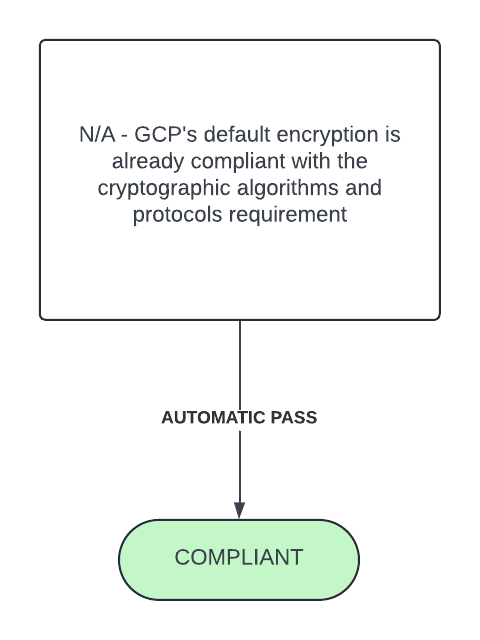 N/A - GCP's default encryption is
already compliant with the
cryptographic algorithms and
protocols requirement
AUTOMATIC PASS
COMPLIANT